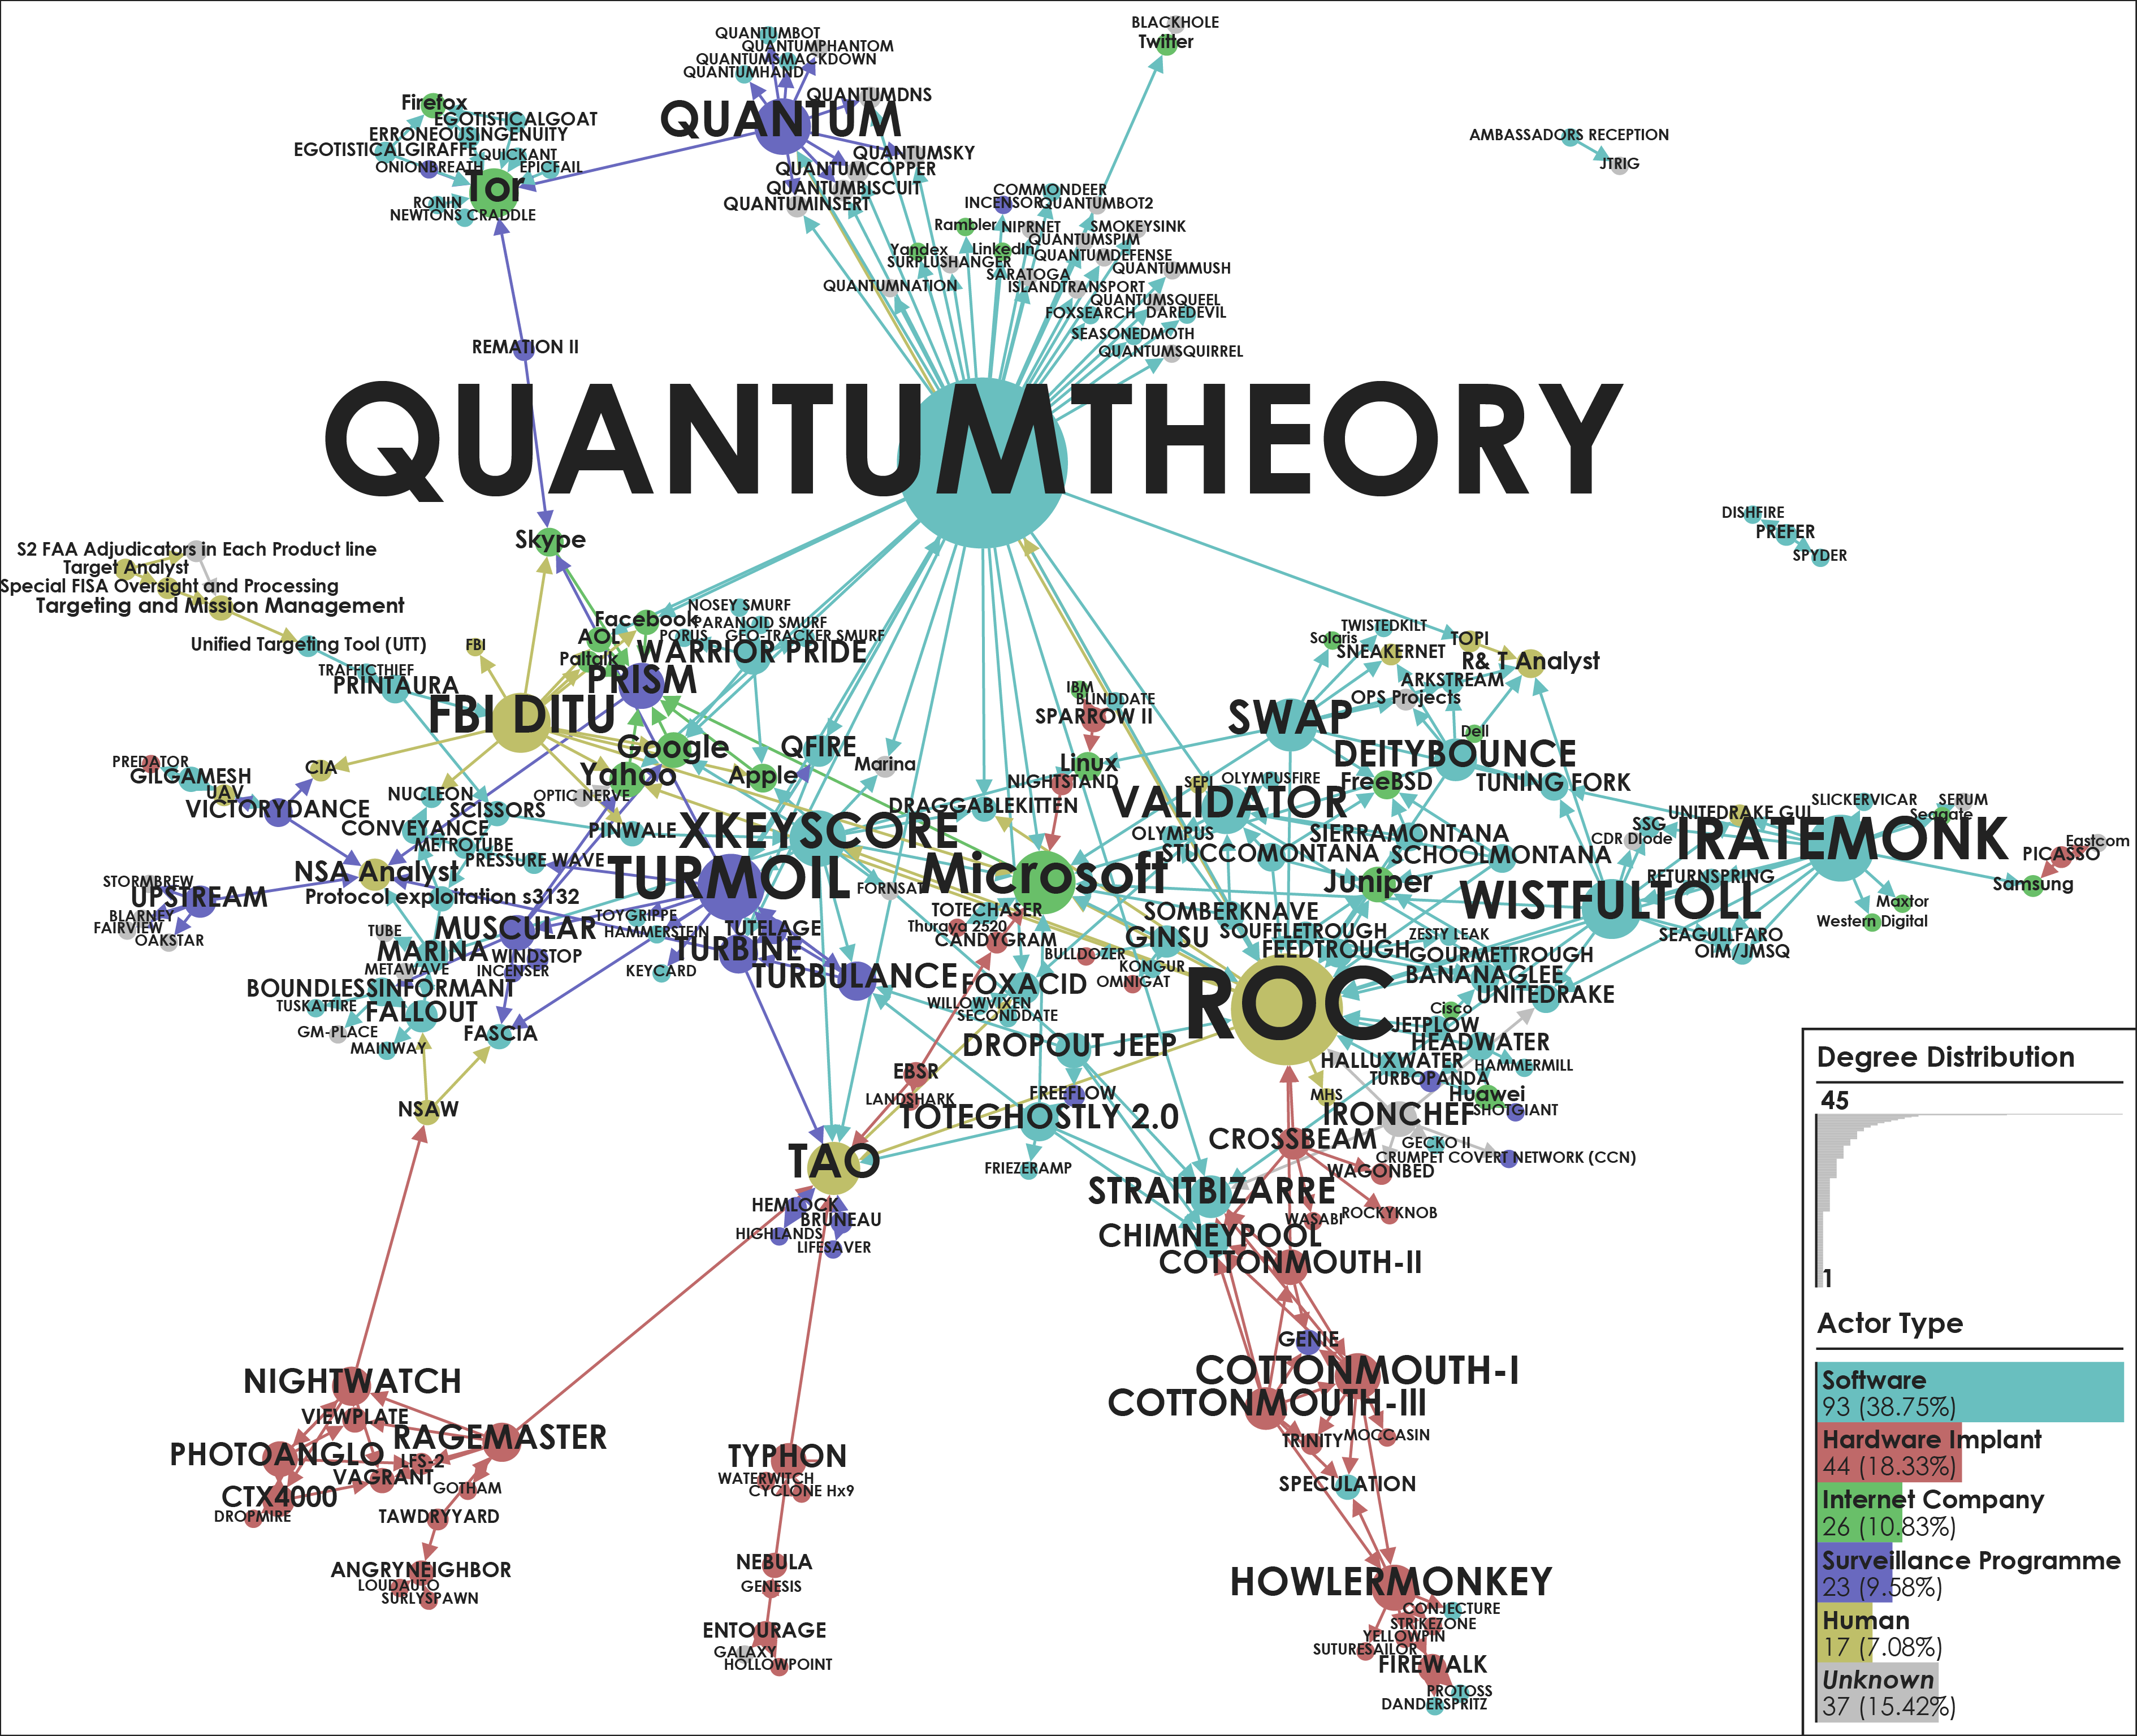 QUANTUMBOT
QUANTUMPHANTOM
QUANTUMSMACKDOWN
QUANTUMHAND
QUANTUMDNS
QUANTUM
QUANTUMSKY
QUANTUMCOPPER
QUANTUMBISCUIT
QUANTUMINSERT
BLACKHOLE
Twitter
Firefox
EGOTISTICALGOAT
ERRONEOUSINGENUITY
EGOTISTICALGIRAFFE
QUICKANT
ONIONBREATH
EPICFAIL
Tor
RONIN
NEWTONS CRADDLE
AMBASSADORS RECEPTION
JTRIG
COMMONDEER
INCENSOR
QUANTUMBOT2
Rambler
NIPRNET
SMOKEYSINK
QUANTUMSPIM
Yandex
LinkedIn
QUANTUMDEFENSE
SURPLUSHANGER
QUANTUMMUSH
SARATOGA
QUANTUMNATION
ISLANDTRANSPORT
QUANTUMSQUEEL
FOXSEARCH
DAREDEVIL
SEASONEDMOTH
QUANTUMSQUIRREL
REMATION II
QUANTUMTHEORY
DISHFIRE
PREFER
SPYDER
Skype
S2 FAA Adjudicators in Each Product line
Target Analyst
Special FISA Oversight and Processing
Targeting and Mission Management
Unified Targeting Tool (UTT)
FBI
TRAFFICTHIEF
PRINTAURA
FBI DITU
NOSEY SMURF
Facebook
PARANOID SMURF
AOL
PORUS
GEO-TRACKER SMURF
Paltalk
WARRIOR PRIDE
PRISM
Google
QFIRE
Yahoo
Apple
Marina
OPTIC NERVE
TWISTEDKILT
Solaris
TOPI
SNEAKERNET
R& T Analyst
ARKSTREAM
OPS Projects
IBM
BLINDDATE
SPARROW II
SWAP
Dell
DEITYBOUNCE
Linux
NIGHTSTAND
SEPI
OLYMPUSFIRE
FreeBSD
TUNING FORK
PREDATOR
GILGAMESH
CIA
UAV
VICTORYDANCE
NUCLEON
SCISSORS
CONVEYANCE
METROTUBE
PINWALE
XKEYSCORE
DRAGGABLEKITTEN
VALIDATOR
OLYMPUS
SIERRAMONTANA
STUCCOMONTANA
SCHOOLMONTANA
UNITEDRAKE GUI
SLICKERVICAR
SERUM
Seagate
SSG
CDR Diode
IRATEMONK
Eastcom
PICASSO
Samsung
NSA Analyst
PRESSURE WAVE
TURMOIL
FORNSAT
Microsoft
Juniper
RETURNSPRING
WISTFULTOLL
Maxtor
Western Digital
STORMBREW
UPSTREAM
BLARNEY
FAIRVIEW
OAKSTAR
Protocol exploitation s3132
TOYGRIPPE
TUBE
MUSCULAR
HAMMERSTEIN
TUTELAGE
MARINA
WINDSTOP
TURBINE
METAWAVE
INCENSER
KEYCARD
TURBULANCE
TOTECHASER
Thuraya 2520
CANDYGRAM
SOMBERKNAVE
GINSU
SOUFFLETROUGH
ZESTY LEAK
FEEDTROUGH
BULLDOZER
GOURMETTROUGH
KONGUR
BANANAGLEE
OMNIGAT
UNITEDRAKE
SEAGULLFARO
OIM/JMSQ
BOUNDLESSINFORMANT
TUSKATTIRE
FALLOUT
GM-PLACE
MAINWAY
FASCIA
FOXACID
WILLOWVIXEN
SECONDDATE
ROC
Cisco
JETPLOW
DROPOUT JEEP
HEADWATER
HALLUXWATER
HAMMERMILL
EBSR
TURBOPANDA
LANDSHARK
FREEFLOW
MHS
Huawei
NSAW
TOTEGHOSTLY 2.0
IRONCHEF
SHOTGIANT
CROSSBEAM
GECKO II
CRUMPET COVERT NETWORK (CCN)
TAO
FRIEZERAMP
WAGONBED
STRAITBIZARRE
HEMLOCK
BRUNEAU
WASABI
ROCKYKNOB
HIGHLANDS
LIFESAVER
CHIMNEYPOOL
COTTONMOUTH-II
GENIE
COTTONMOUTH-I
COTTONMOUTH-III
TRINITY
MOCCASIN
SPECULATION
NIGHTWATCH
VIEWPLATE
RAGEMASTER
PHOTOANGLO
LFS-2
VAGRANT
GOTHAM
CTX4000
DROPMIRE
TAWDRYYARD
ANGRYNEIGHBOR
LOUDAUTO
SURLYSPAWN
TYPHON
WATERWITCH
CYCLONE Hx9
NEBULA
GENESIS
ENTOURAGE
GALAXY
HOLLOWPOINT
HOWLERMONKEY
CONJECTURE
STRIKEZONE
YELLOWPIN
SUTURESAILOR
FIREWALK
PROTOSS
DANDERSPRITZ
Degree Distribution
45
1
Actor Type
Software
93 (38.75%)
Hardware Implant
44 (18.33%)
Internet Company
26 (10.83%)
Surveillance Programme
23 (9.58%)
Human
17 (7.08%)
Unknown
37 (15.42%)